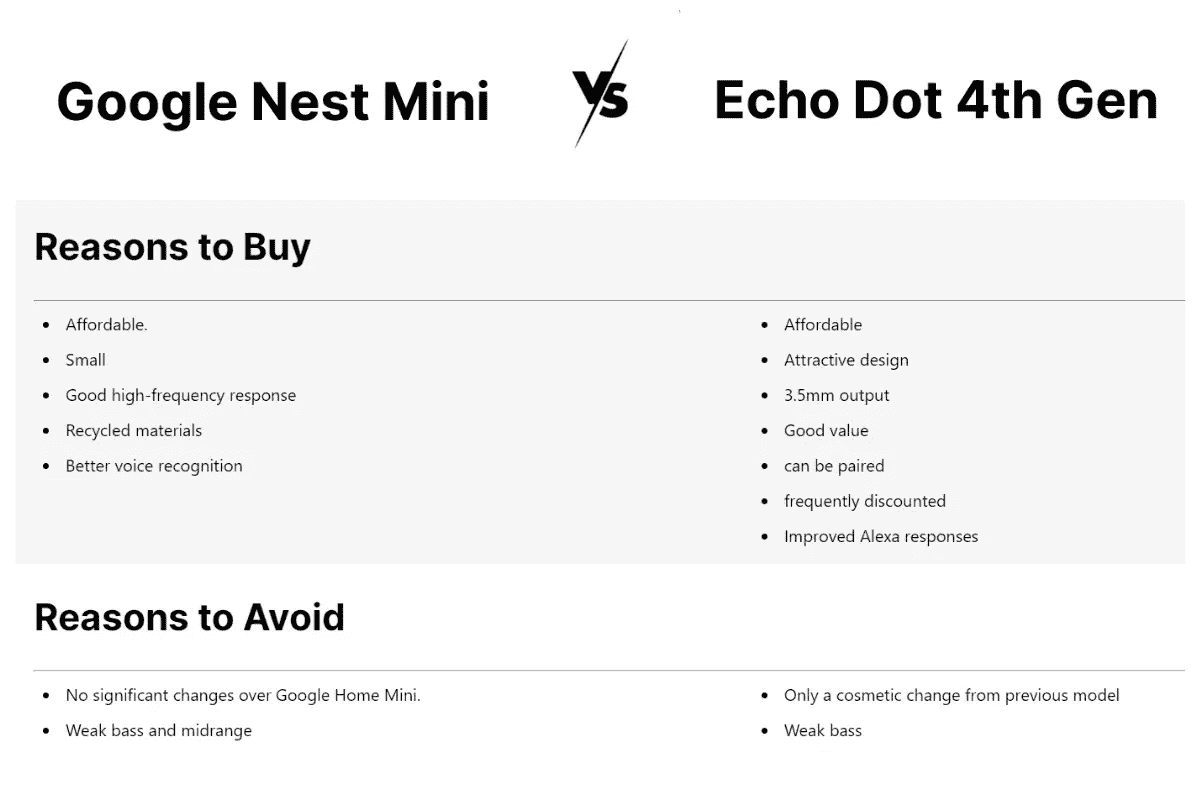 Google Nest Mini
VS
Echo Dot 4th Gen
Reasons to Buy
Affordable.
Small
Good high-frequency response
Recycled materials
Better voice recognition
Affordable
Attractive design
3.5mm output
Good value
can be paired
frequently discounted
Improved Alexa responses
Reasons to Avoid
No significant changes over Google Home Mini.
Weak bass and midrange
Only a cosmetic change from previous model
Weak bass